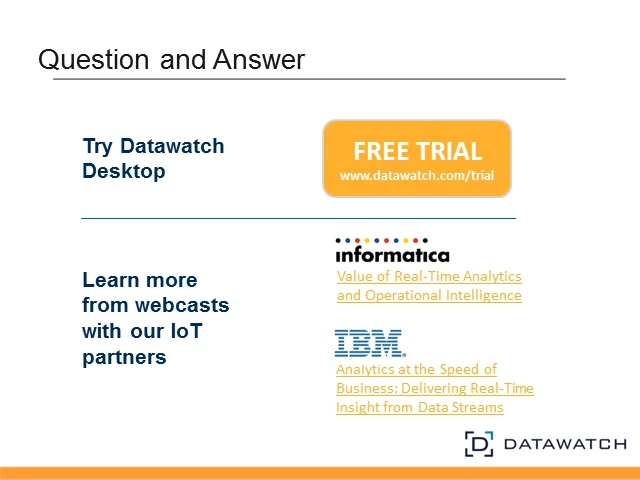 Question and Answer
Try Datawatch
Desktop
FREE TRIAL
www.datawatch.com/trial
Learn more
from webcasts
with our IoT
partners
informatica
Value of Real-Time Analytics
and Operational Intelligence
IBM.
Analytics at the Speed of
Business: Delivering Real-Time
Insight from Data Streams
D DATAWATCH